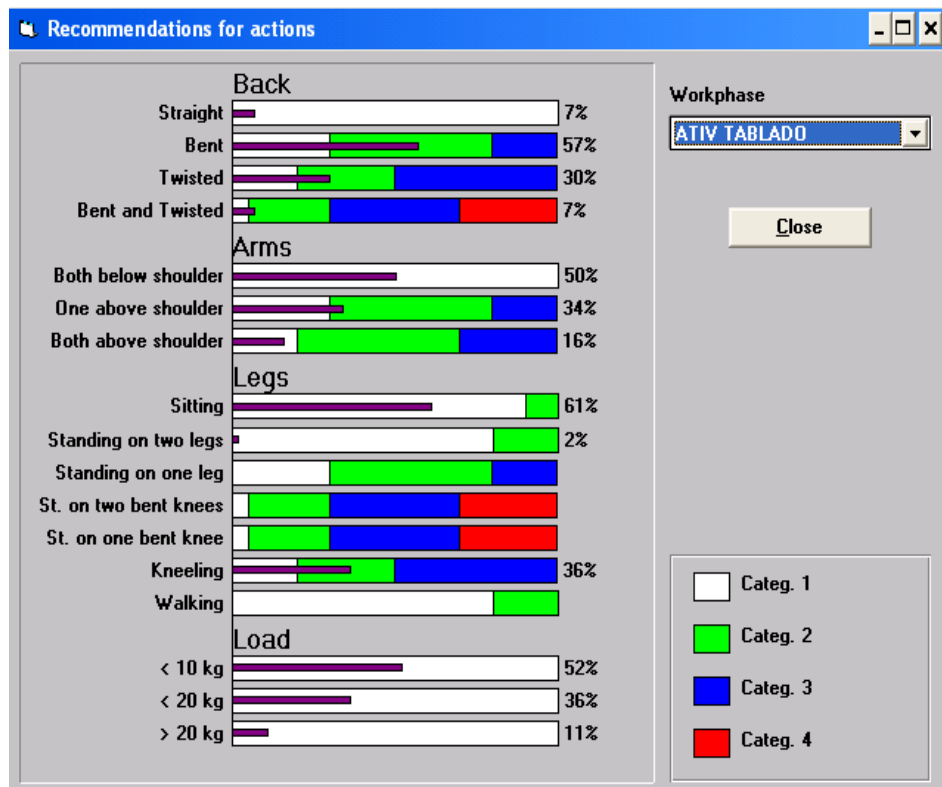 Recommendations for actions
Back
Straight 7%
Bent 57%
Twisted 30%
Bent and Twisted 7%
Arms
Both below shoulder 50%
One above shoulder 34%
Both above shoulder 16%
Legs
Sitting 61%
Standing on two legs 2%
Standing on one leg
St. on two bent knees
St. on one bent knee
Kneeling 36%
Walking
Load
< 10 kg 52%
< 20 kg 36%
> 20 kg 11%
Workphase
ATIV TABLADO
Close
Categ. 1
Categ. 2
Categ. 3
Categ. 4